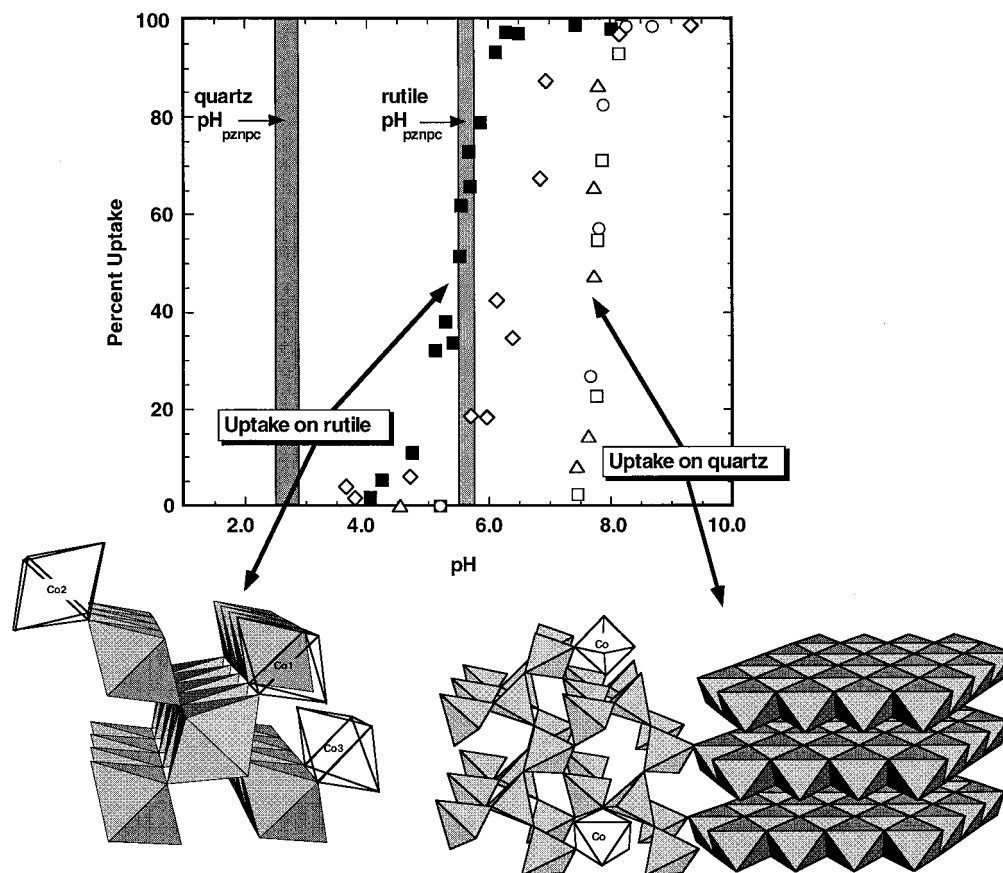 100
80
60
40
20
0
Percent Uptake
quartz
pH pznpc
rutile
pH pznpc
Uptake on rutile
Uptake on quartz
2.0
4.0
6.0
8.0
10.0
pH
Co2
Co1
Co3
Co
Co